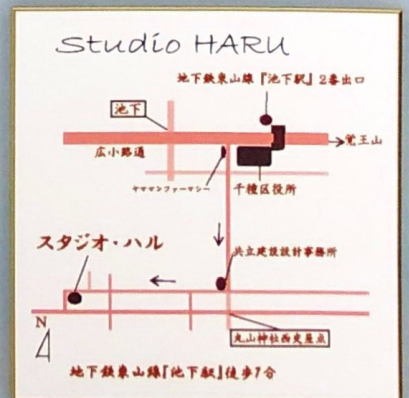 Studio HARU
地下鉄東山線『池下駅』2番出口
池下
覚王山
広小路通
ヤママンファーマシー
千種区役所
スタジオ・ハル
共立建設設計事務所
N
丸山神社西交差点
地下鉄東山線『池下駅』徒歩7分